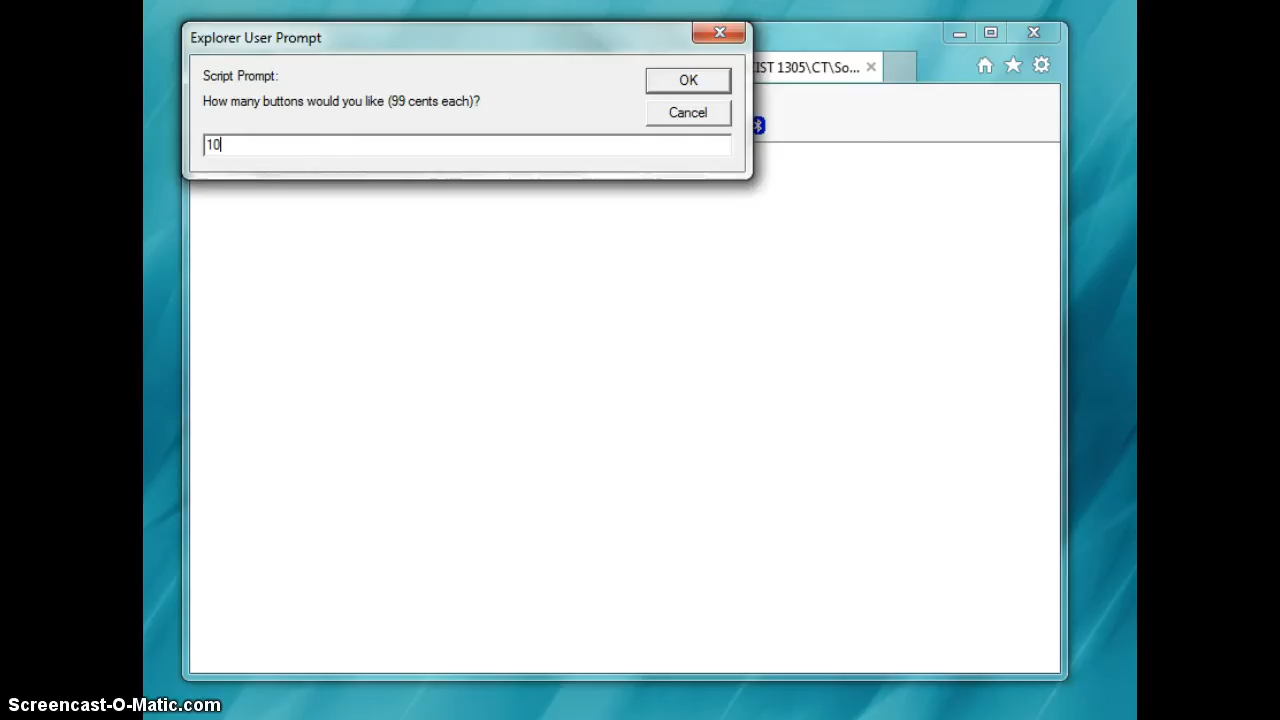 Explorer User Prompt
Script Prompt:
How many buttons would you like (99 cents each)?
OK
Cancel
10
IST 1305\CT\So...
Screencast-O-Matic.com